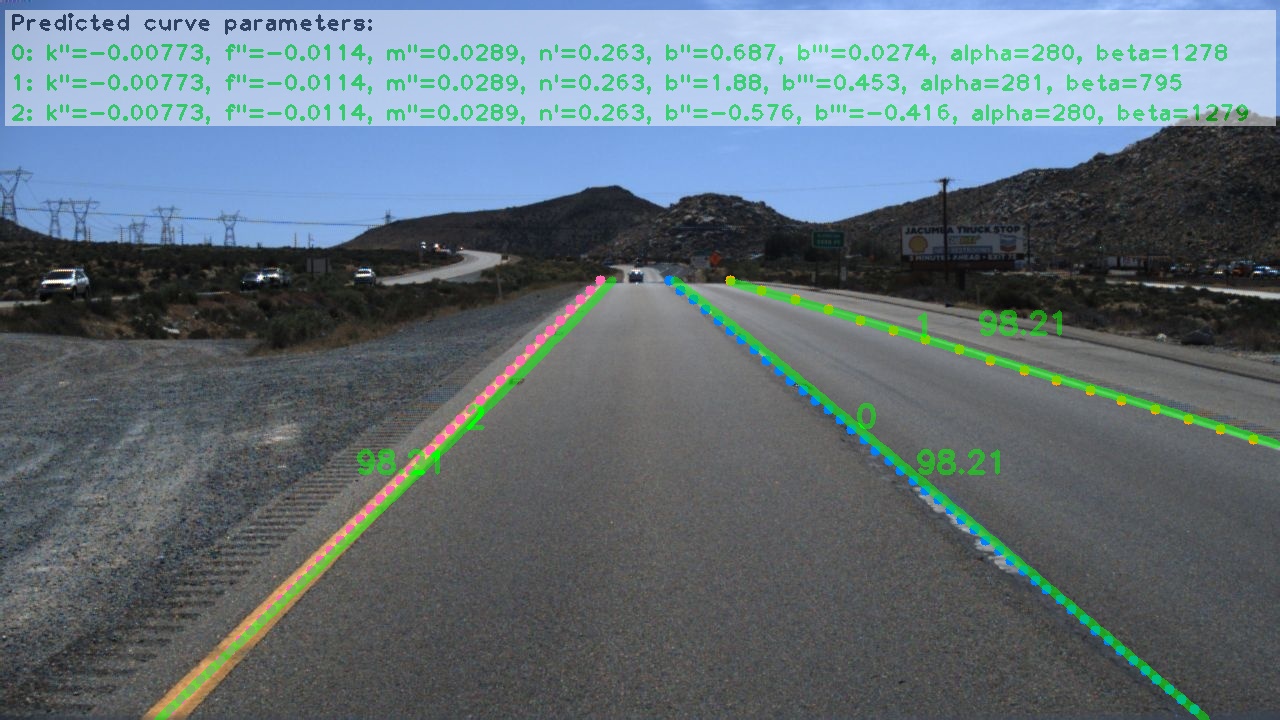 Predicted curve parameters:
0: k''=-0.00773, f''=-0.0114, m''=0.0289, n'=0.263, b''=0.687, b'''=0.0274, alpha=280, beta=1278
1: k''=-0.00773, f''=-0.0114, m''=0.0289, n'=0.263, b''=1.88, b'''=0.453, alpha=281, beta=795
2: k''=-0.00773, f''=-0.0114, m''=0.0289, n'=0.263, b''=-0.576, b'''=-0.416, alpha=280, beta=1279
JACUMBA TRUCK STOP
1 98.21
0
2
98.21
98.21